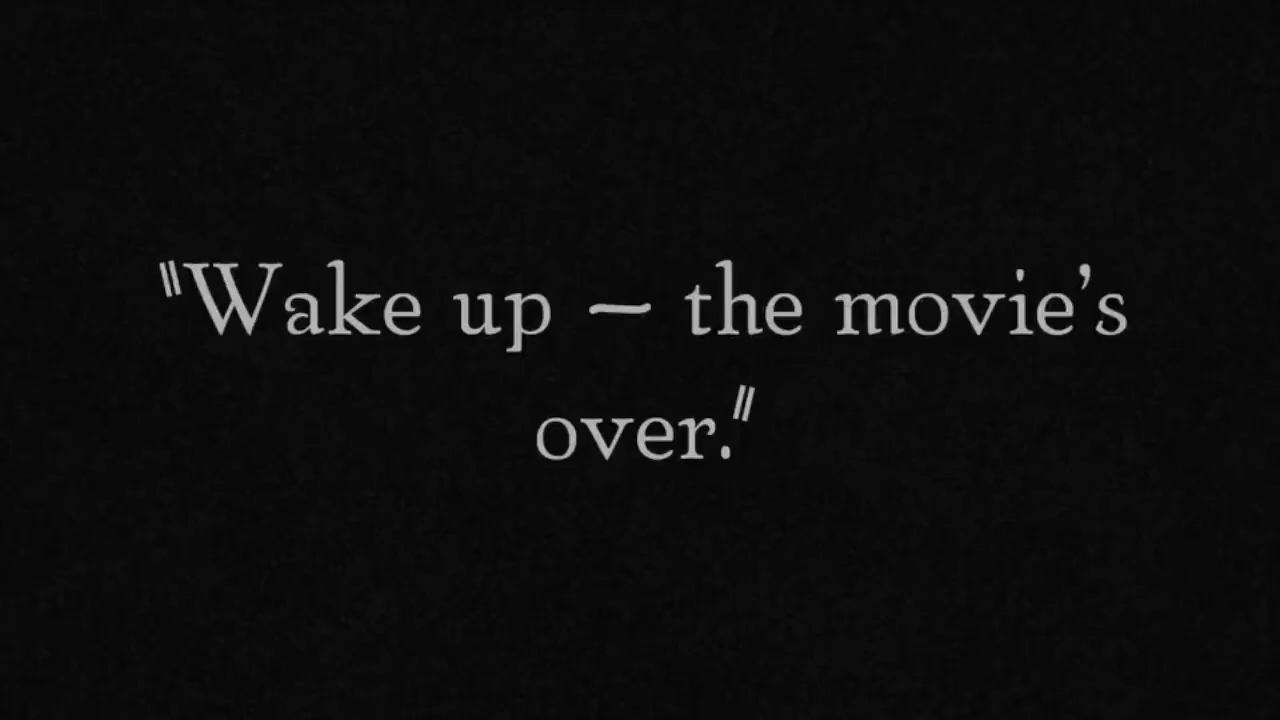 "Wake up — the movie’s
over."